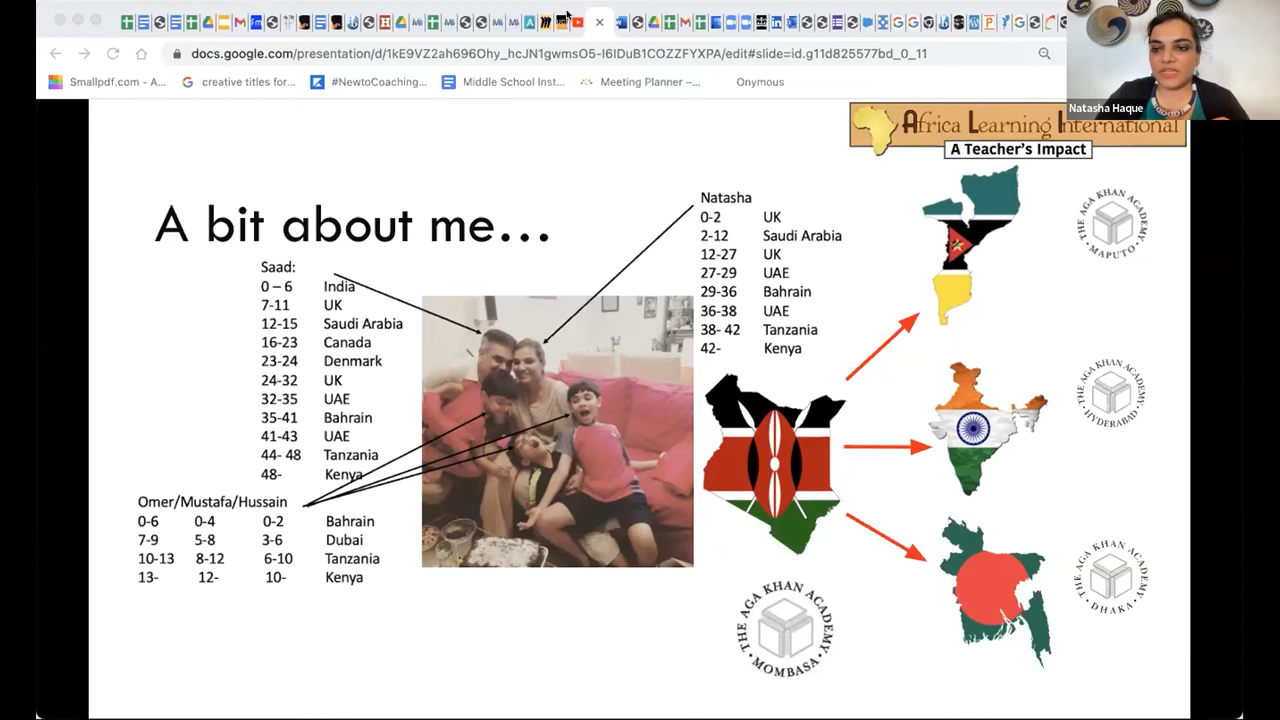 docs.google.com/presentation/d/1kE9VZ2ah696Ohy_hcJN1gwmsO5-I6IDuB1COZZFYXPA/edit#slide=id.g11d825577bd_0_11
Smallpdf.com - A...
creative titles for...
#NewtoCoaching...
Middle School Inst...
Meeting Planner –...
Onymous
Natasha Haque
Africa Learning International
A Teacher's Impact
A bit about me...
Saad:
0 – 6 India
7-11 UK
12-15 Saudi Arabia
16-23 Canada
23-24 Denmark
24-32 UK
32-35 UAE
35-41 Bahrain
41-43 UAE
44- 48 Tanzania
48- Kenya
Omer/Mustafa/Hussain
0-6 0-4 0-2 Bahrain
7-9 5-8 3-6 Dubai
10-13 8-12 6-10 Tanzania
13- 12- 10- Kenya
Natasha
0-2 UK
2-12 Saudi Arabia
12-27 UK
27-29 UAE
29-36 Bahrain
36-38 UAE
38- 42 Tanzania
42- Kenya
THE AGA KHAN ACADEMY
MAPUTO
THE AGA KHAN ACADEMY
HYDERABAD
THE AGA KHAN ACADEMY
DHAKA
THE AGA KHAN ACADEMY
MOMBASA